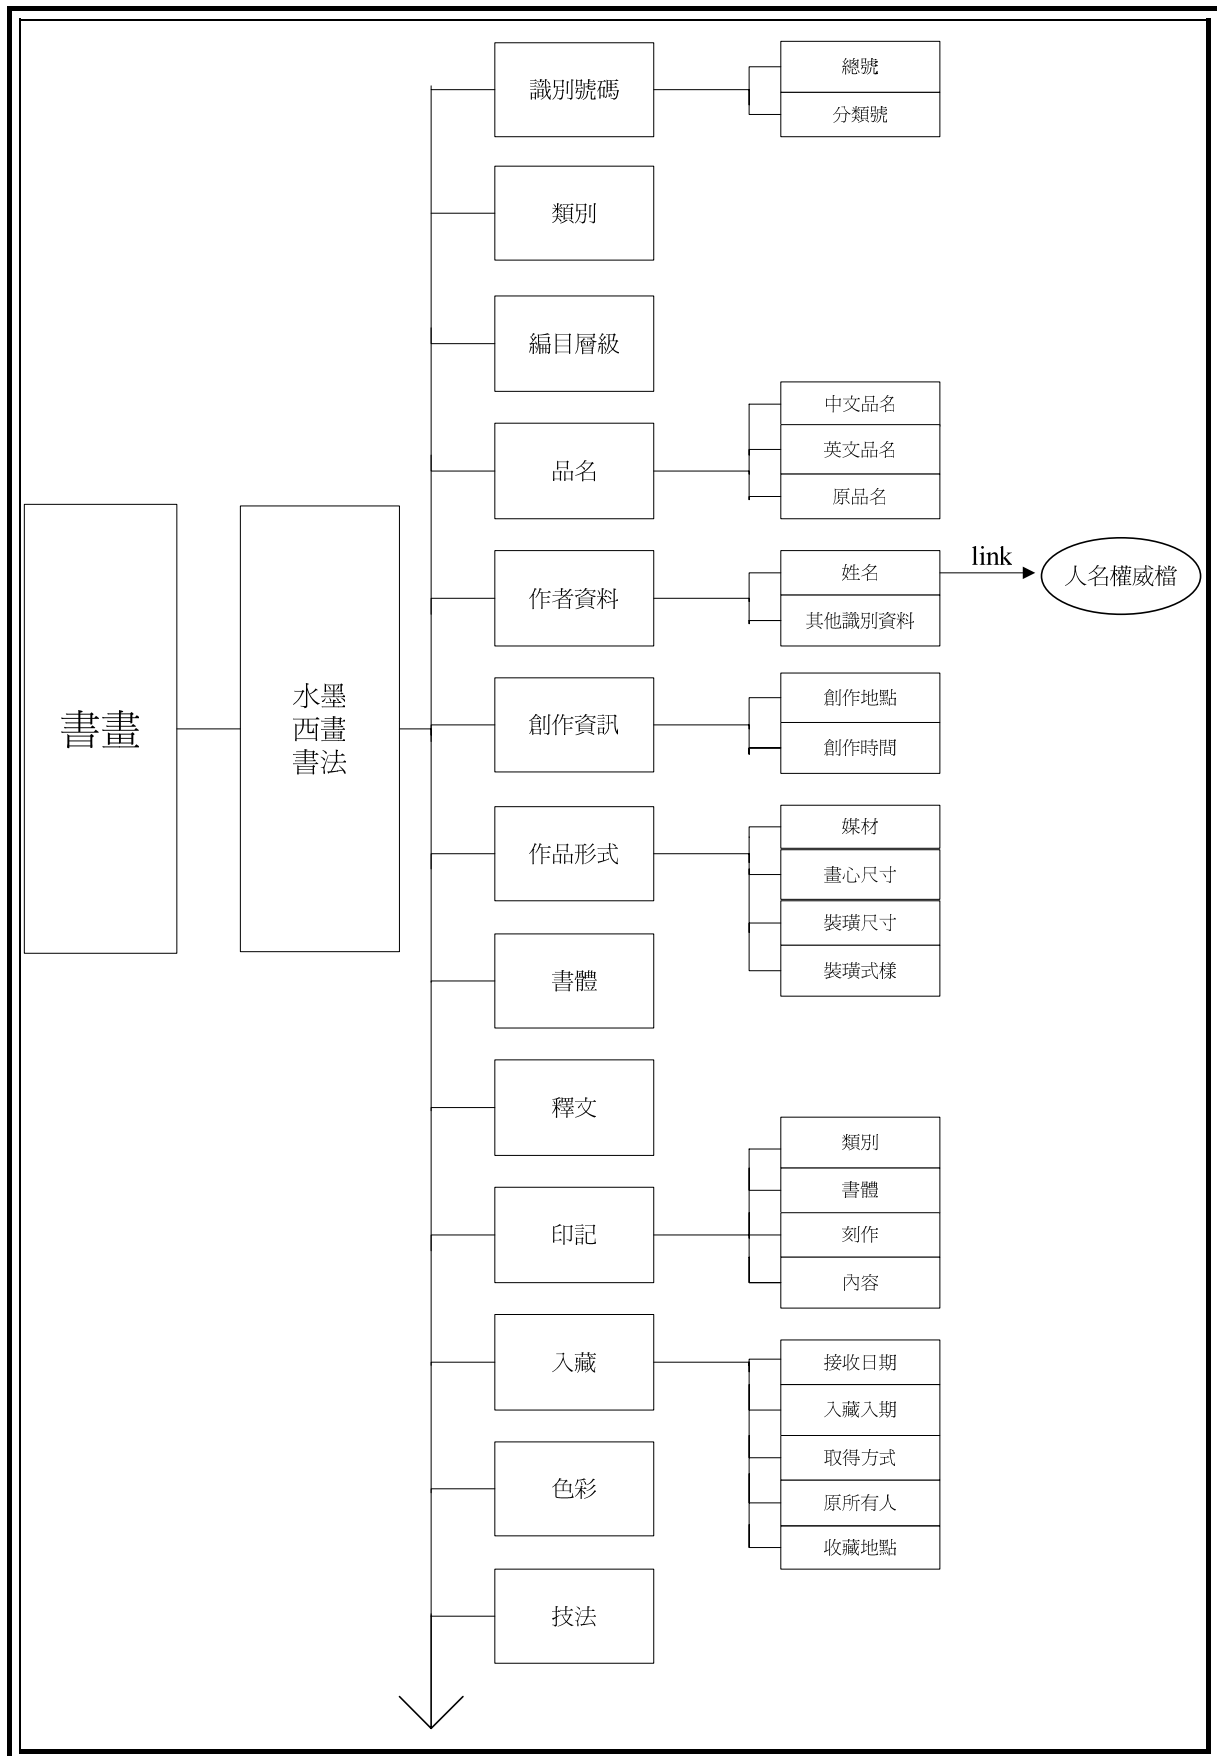 書畫
水墨
西畫
書法
識別號碼
總號
分類號
類別
編目層級
品名
中文品名
英文品名
原品名
作者資料
姓名
其他識別資料
link
人名權威檔
創作資訊
創作地點
創作時間
作品形式
媒材
畫心尺寸
裝璜尺寸
裝璜式樣
書體
釋文
印記
類別
書體
刻作
內容
入藏
接收日期
入藏入期
取得方式
原所有人
收藏地點
色彩
技法